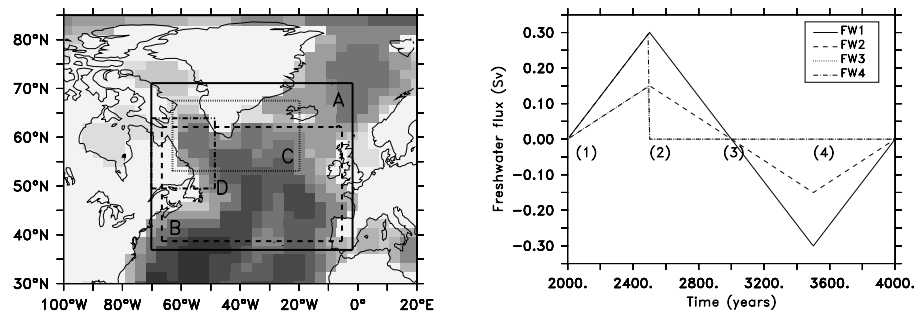 80°N
70°N
60°N
50°N
40°N
30°N
100°W 80°W 60°W 40°W 20°W 0° 20°E
A
C
D
B
Freshwater flux (Sv)
0.30
0.20
0.10
0.00
-0.10
-0.20
-0.30
FW1
FW2
FW3
FW4
(1) (2) (3) (4)
2000. 2400. 2800. 3200. 3600. 4000.
Time (years)